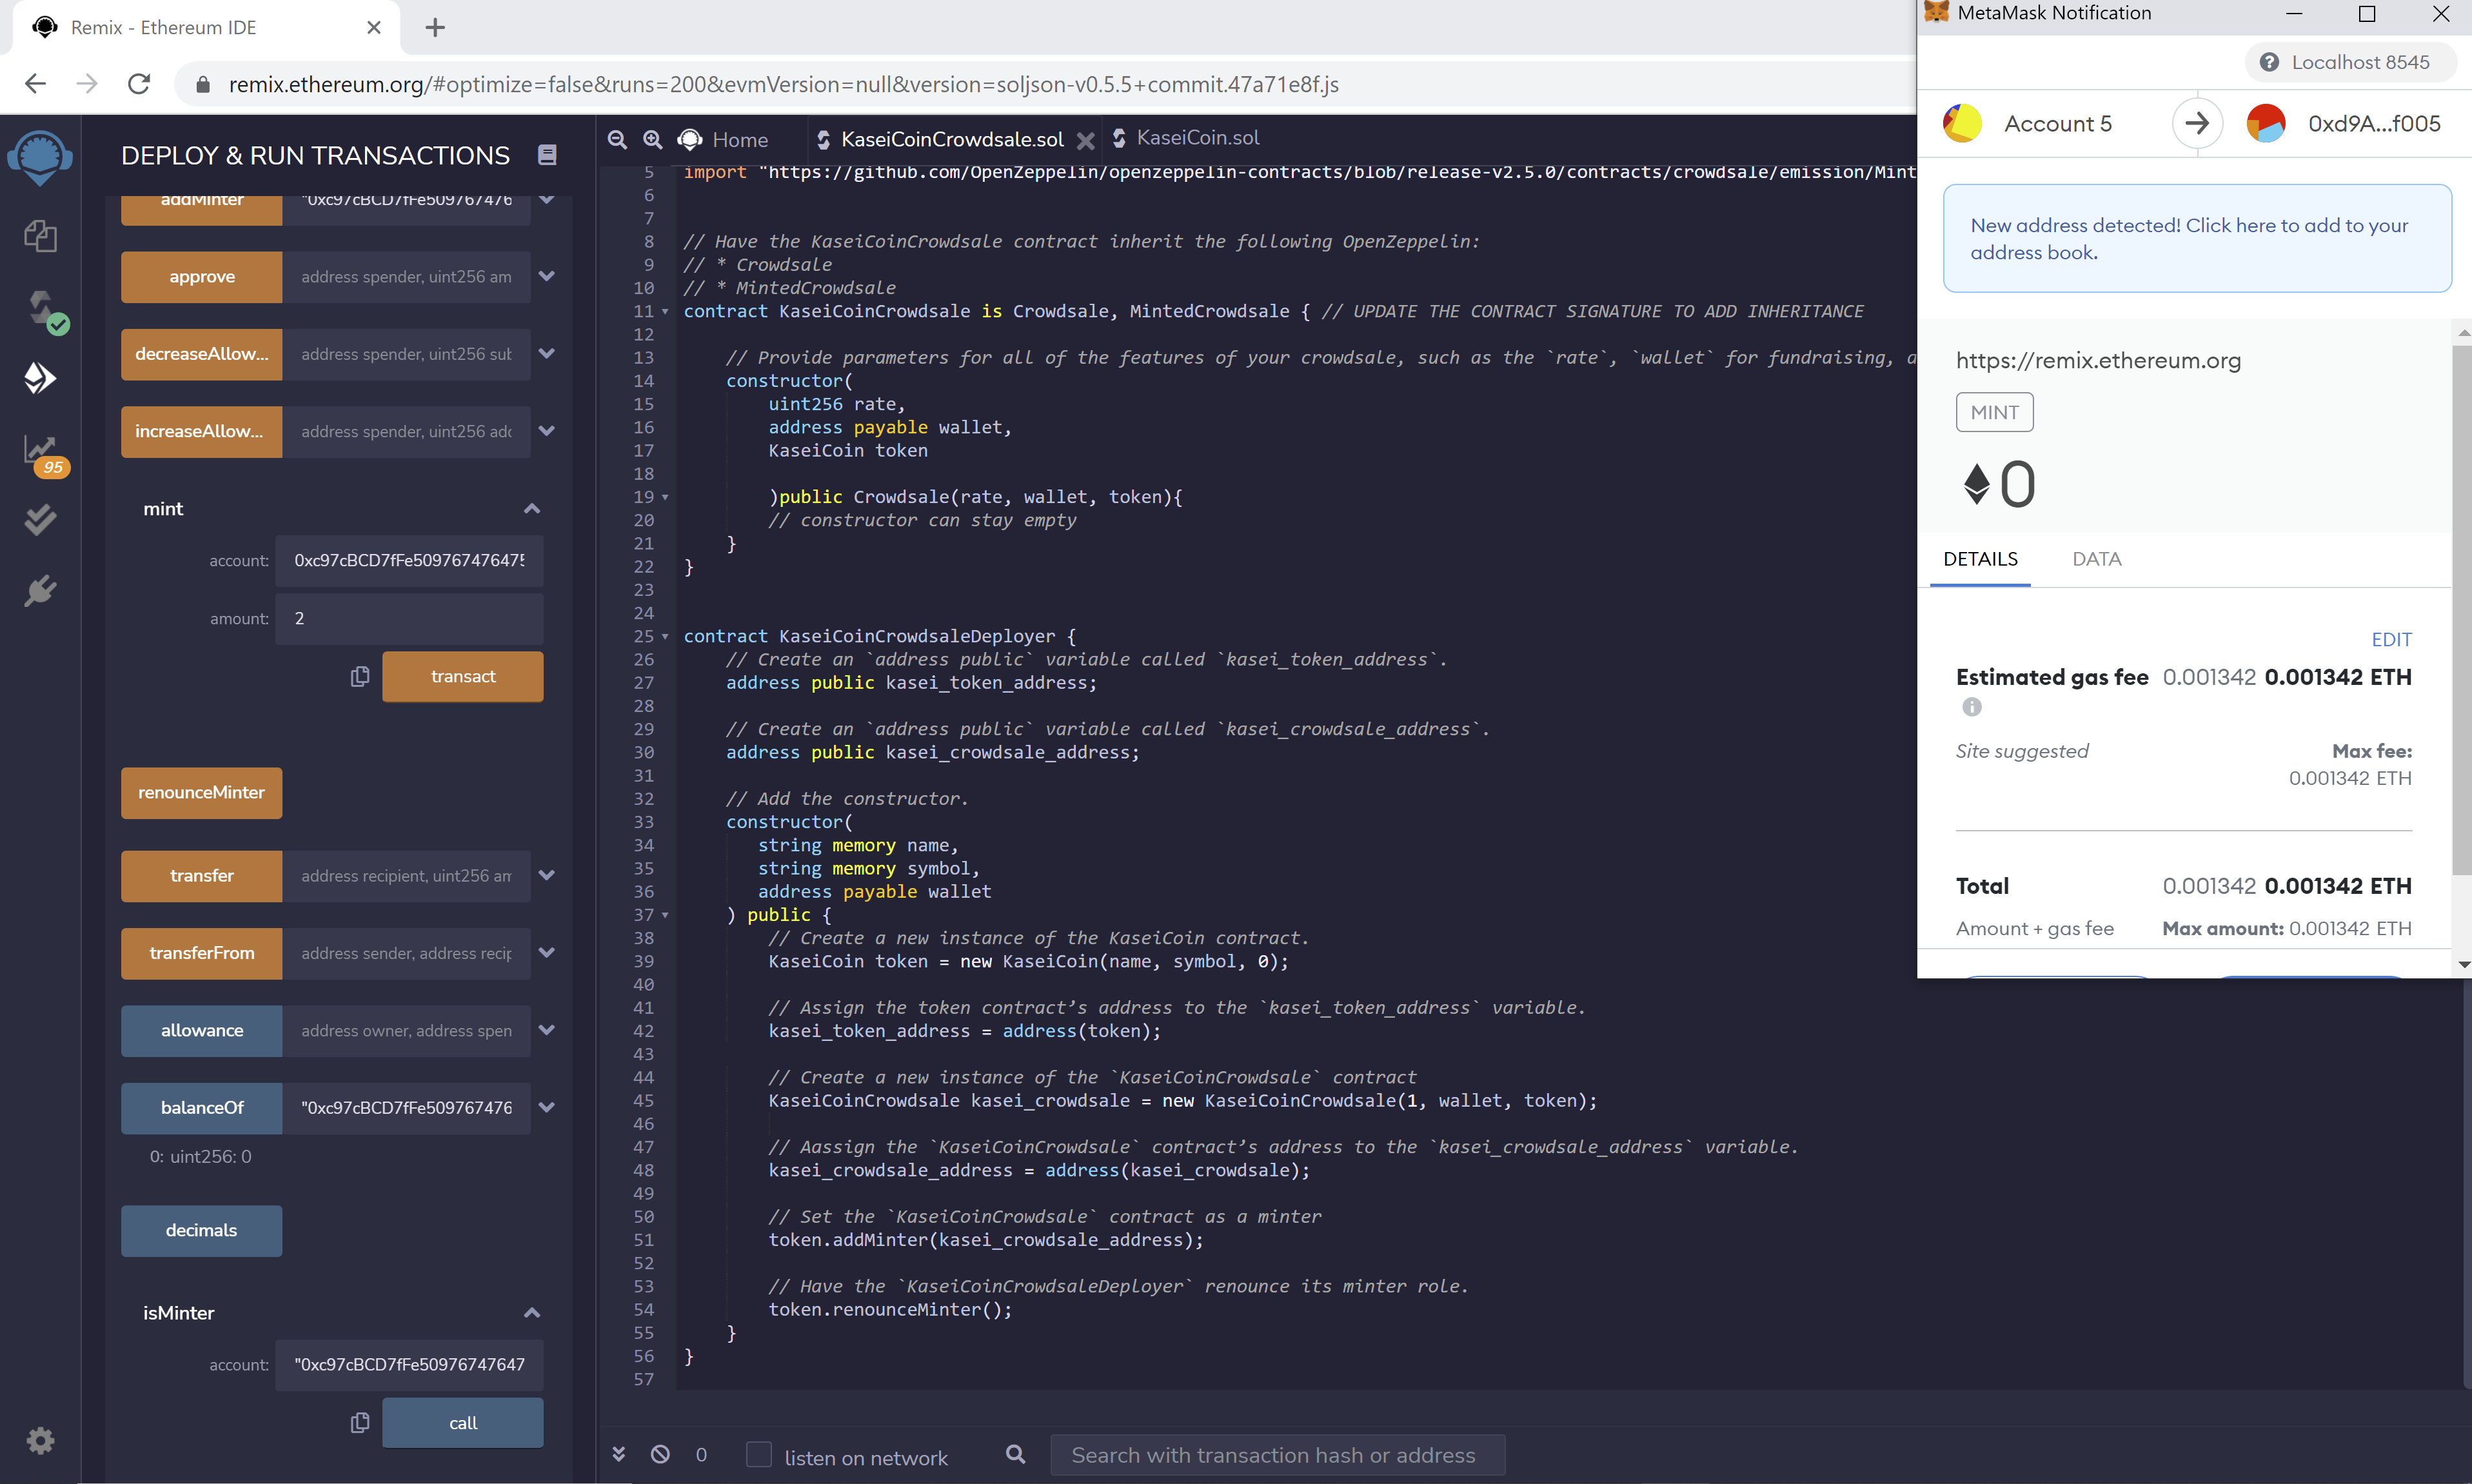 Remix - Ethereum IDE
remix.ethereum.org/#optimize=false&runs=200&evmVersion=null&version=soljson-v0.5.5+commit.47a71e8f.js
DEPLOY & RUN TRANSACTIONS
addMinter "0xc97cBCD7fFe509767476
approve address spender, uint256 am
decreaseAllow... address spender, uint256 sub
increaseAllow... address spender, uint256 add
95
mint
account: 0xc97cBCD7fFe509767476475
amount: 2
transact
renounceMinter
transfer address recipient, uint256 am
transferFrom address sender, address recip
allowance address owner, address spen
balanceOf "0xc97cBCD7fFe509767476
0: uint256: 0
decimals
isMinter
account: "0xc97cBCD7fFe50976747647
call
Home KaseiCoinCrowdsale.sol KaseiCoin.sol
5 import "https://github.com/OpenZeppelin/openzeppelin-contracts/blob/release-v2.5.0/contracts/crowdsale/emission/Mint
6
7
8 // Have the KaseiCoinCrowdsale contract inherit the following OpenZeppelin:
9 // * Crowdsale
10 // * MintedCrowdsale
11 contract KaseiCoinCrowdsale is Crowdsale, MintedCrowdsale { // UPDATE THE CONTRACT SIGNATURE TO ADD INHERITANCE
12
13 // Provide parameters for all of the features of your crowdsale, such as the `rate`, `wallet` for fundraising, a
14 constructor(
15 uint256 rate,
16 address payable wallet,
17 KaseiCoin token
18
19 )public Crowdsale(rate, wallet, token){
20 // constructor can stay empty
21 }
22 }
23
24
25 contract KaseiCoinCrowdsaleDeployer {
26 // Create an `address public` variable called `kasei_token_address`.
27 address public kasei_token_address;
28
29 // Create an `address public` variable called `kasei_crowdsale_address`.
30 address public kasei_crowdsale_address;
31
32 // Add the constructor.
33 constructor(
34 string memory name,
35 string memory symbol,
36 address payable wallet
37 ) public {
38 // Create a new instance of the KaseiCoin contract.
39 KaseiCoin token = new KaseiCoin(name, symbol, 0);
40
41 // Assign the token contract’s address to the `kasei_token_address` variable.
42 kasei_token_address = address(token);
43
44 // Create a new instance of the `KaseiCoinCrowdsale` contract
45 KaseiCoinCrowdsale kasei_crowdsale = new KaseiCoinCrowdsale(1, wallet, token);
46
47 // Aassign the `KaseiCoinCrowdsale` contract’s address to the `kasei_crowdsale_address` variable.
48 kasei_crowdsale_address = address(kasei_crowdsale);
49
50 // Set the `KaseiCoinCrowdsale` contract as a minter
51 token.addMinter(kasei_crowdsale_address);
52
53 // Have the `KaseiCoinCrowdsaleDeployer` renounce its minter role.
54 token.renounceMinter();
55 }
56 }
57
0 listen on network Search with transaction hash or address
MetaMask Notification
Localhost 8545
Account 5 0xd9A...f005
New address detected! Click here to add to your
address book.
https://remix.ethereum.org
MINT
0
DETAILS DATA
EDIT
Estimated gas fee 0.001342 0.001342 ETH
Site suggested Max fee:
0.001342 ETH
Total 0.001342 0.001342 ETH
Amount + gas fee Max amount: 0.001342 ETH